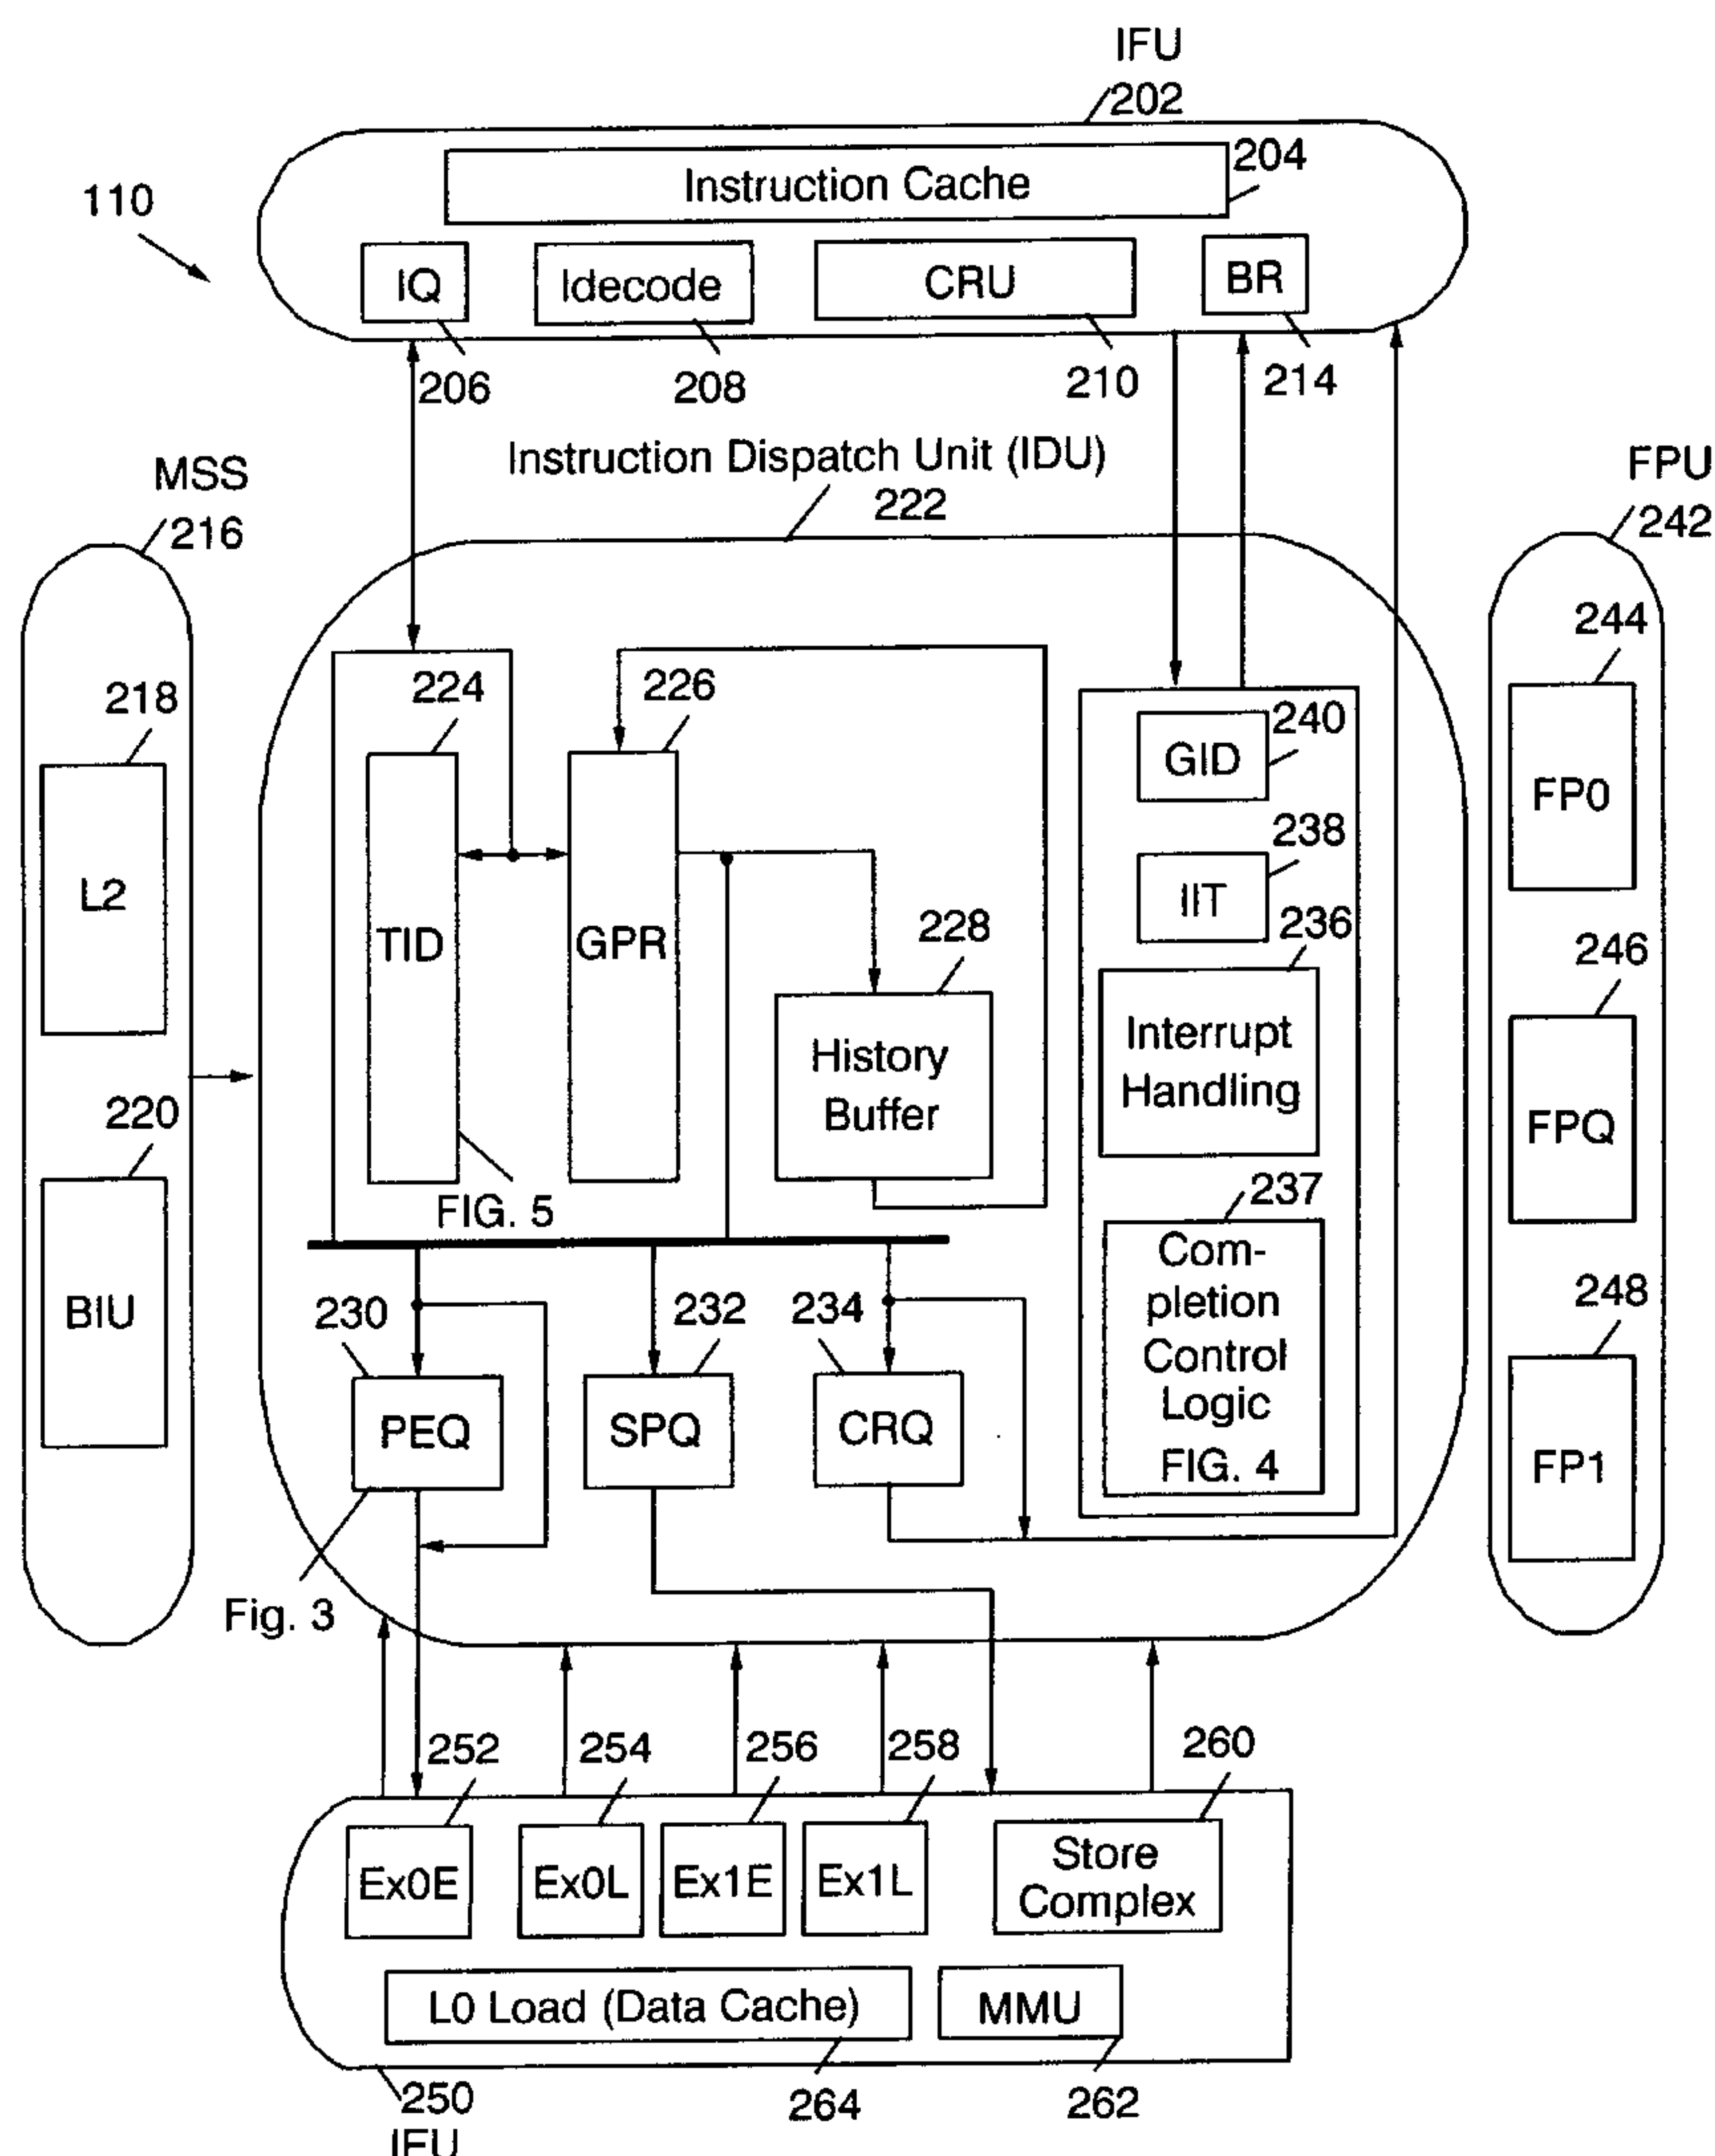 IFU
202
Instruction Cache
204
110
IQ
Idecode
CRU
BR
206
208
210
214
Instruction Dispatch Unit (IDU)
222
MSS
216
FPU
242
218
L2
220
BIU
224
226
TID
GPR
FIG. 5
228
History
Buffer
240
GID
238
IIT
236
Interrupt
Handling
237
Com-
pletion
Control
Logic
FIG. 4
244
FP0
246
FPQ
248
FP1
230
232
234
PEQ
SPQ
CRQ
Fig. 3
252
254
256
258
260
Ex0E
Ex0L
Ex1E
Ex1L
Store
Complex
L0 Load (Data Cache)
MMU
250
264
262